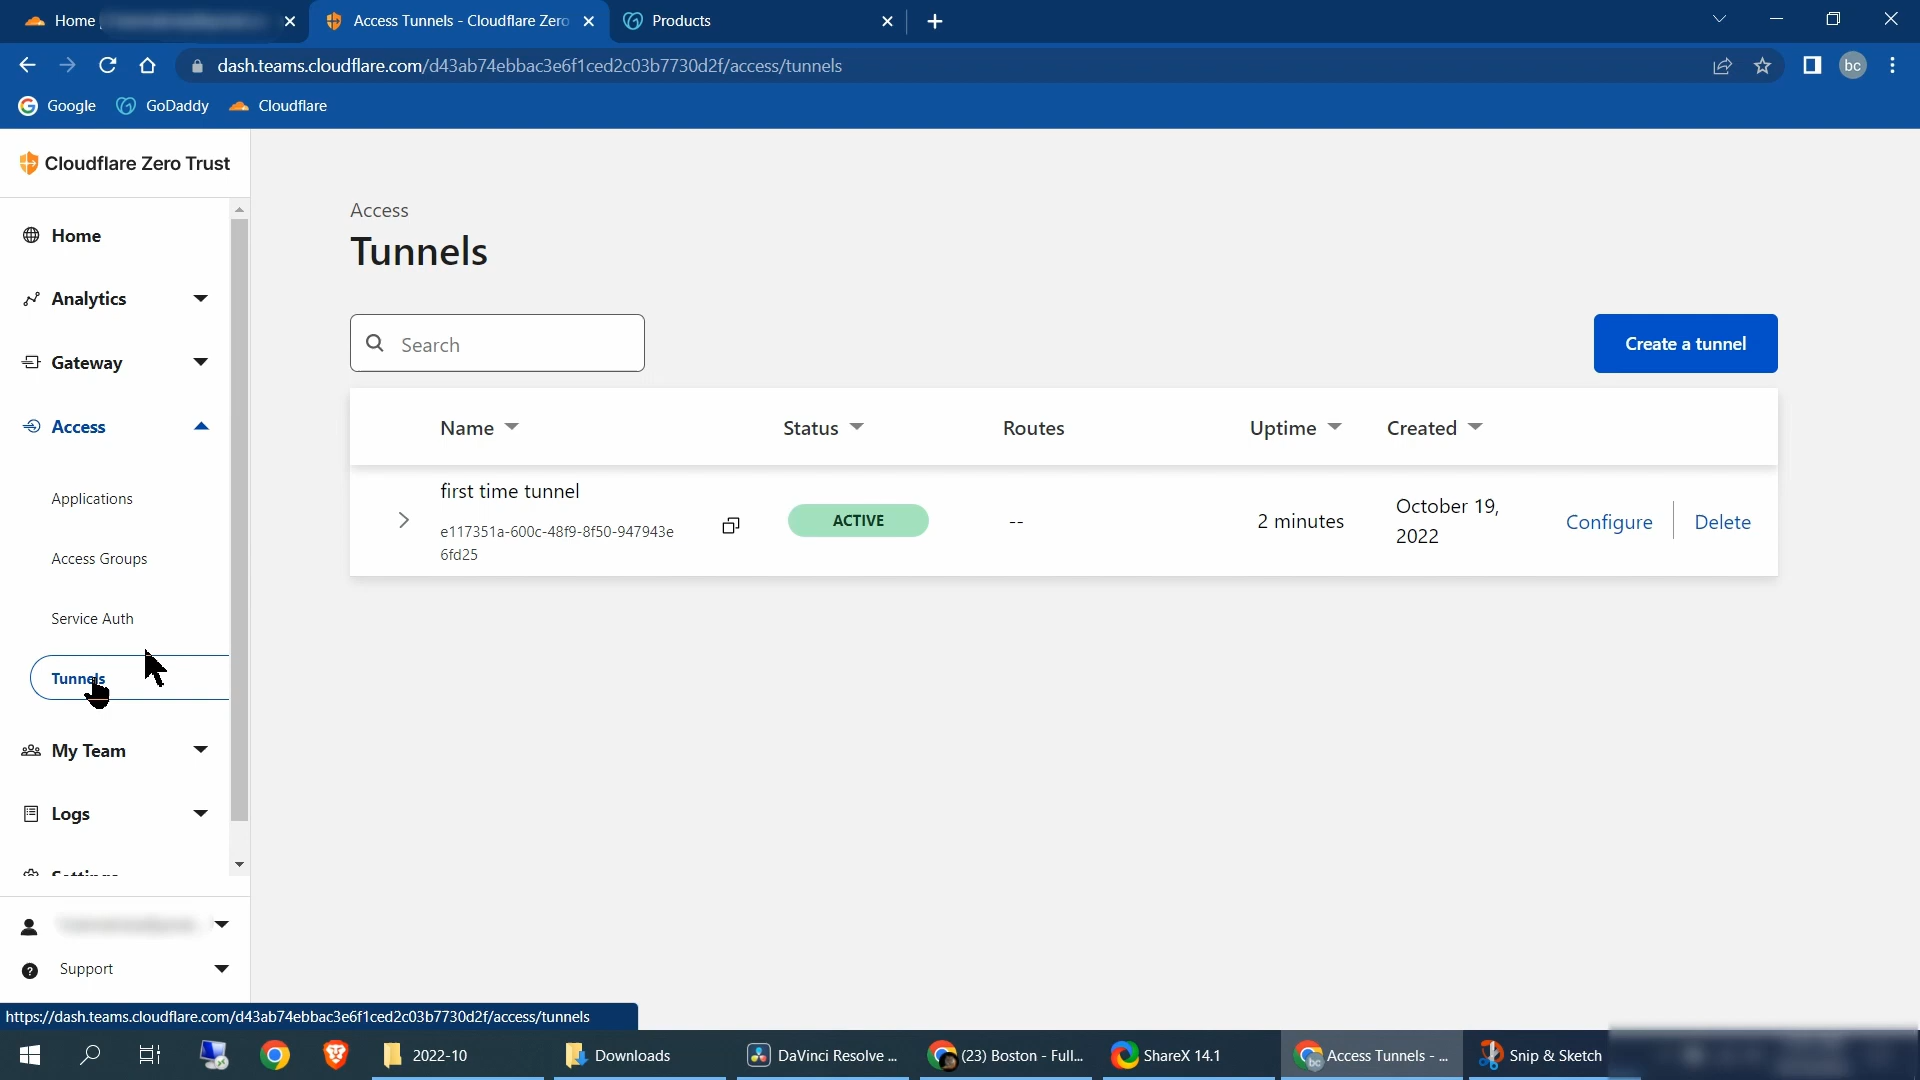 Home
Access Tunnels - Cloudflare Zero
Products
dash.teams.cloudflare.com/d43ab74ebbac3e6f1ced2c03b7730d2f/access/tunnels
bc
Google
GoDaddy
Cloudflare
Cloudflare Zero Trust
Home
Analytics
Gateway
Access
Applications
Access Groups
Service Auth
Tunnels
My Team
Logs
Settings
Support
Access
Tunnels
Search
Create a tunnel
Name
Status
Routes
Uptime
Created
first time tunnel
e117351a-600c-48f9-8f50-947943e
6fd25
ACTIVE
--
2 minutes
October 19,
2022
Configure
Delete
https://dash.teams.cloudflare.com/d43ab74ebbac3e6f1ced2c03b7730d2f/access/tunnels
2022-10
Downloads
DaVinci Resolve ...
(23) Boston - Full...
ShareX 14.1
bc
Access Tunnels - ...
Snip & Sketch